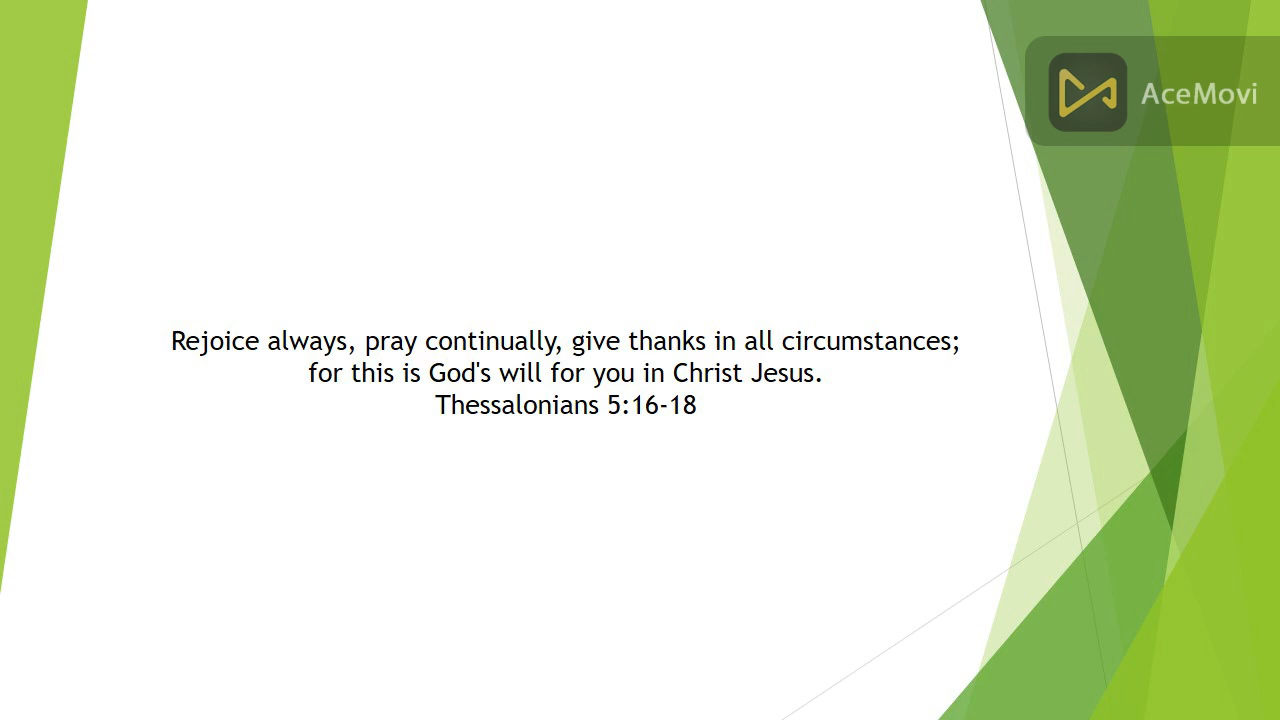 AceMovi
Rejoice always, pray continually, give thanks in all circumstances;
for this is God's will for you in Christ Jesus.
Thessalonians 5:16-18